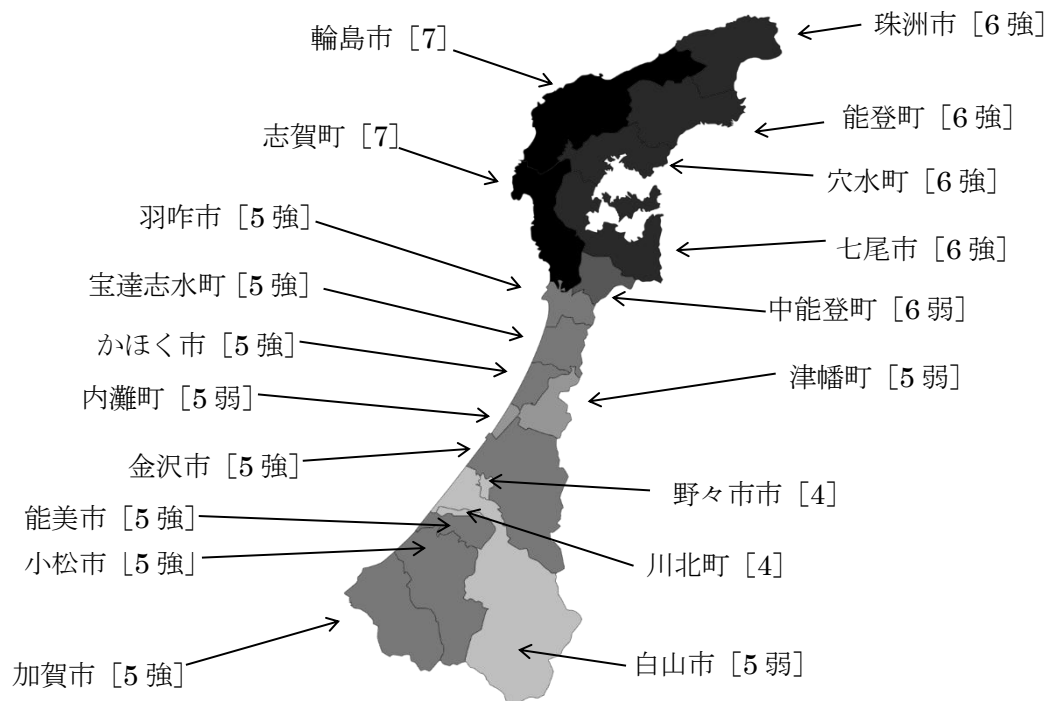 輪島市［7］
珠洲市［6 強］
志賀町［7］
能登町［6 強］
穴水町［6 強］
羽咋市［5 強］
七尾市［6 強］
宝達志水町［5 強］
中能登町［6 弱］
かほく市［5 強］
津幡町［5 弱］
内灘町［5 弱］
金沢市［5 強］
野々市市［4］
能美市［5 強］
小松市［5 強］
川北町［4］
白山市［5 弱］
加賀市［5 強］